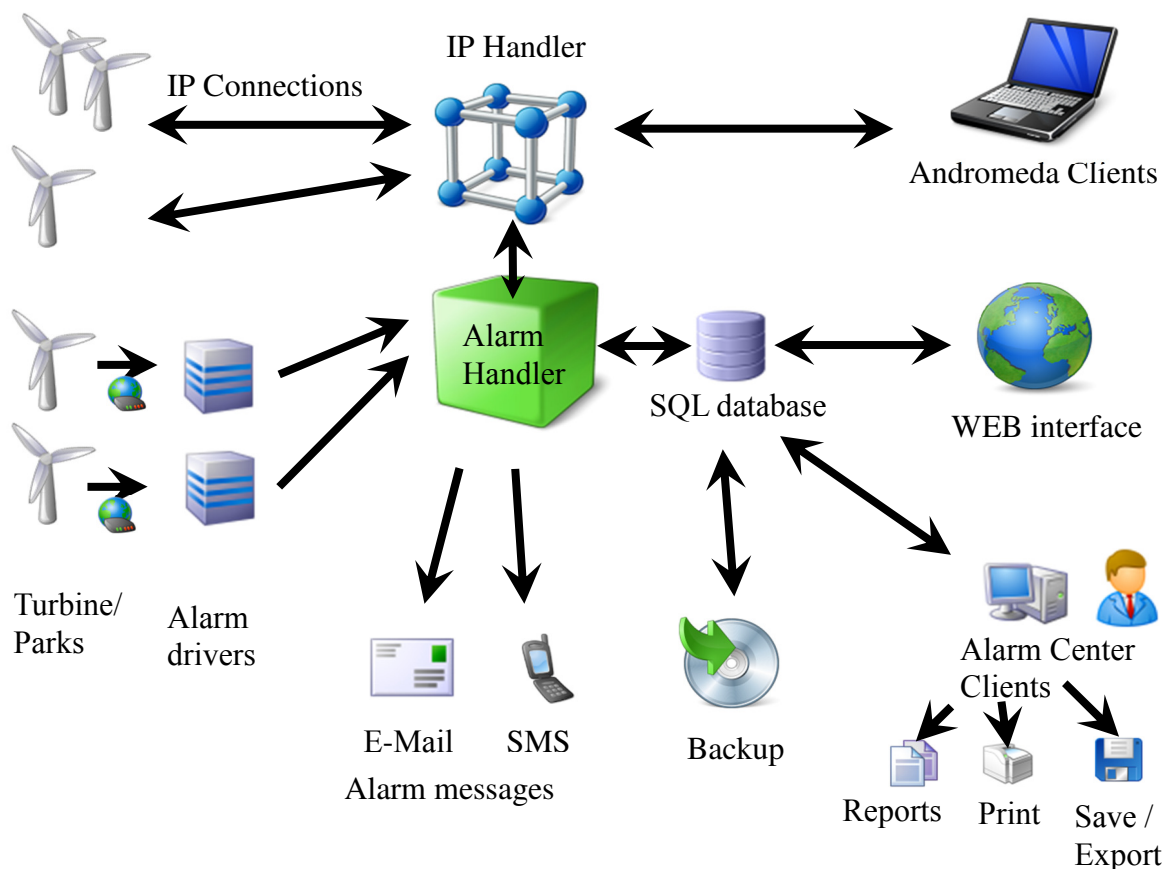 IP Handler
IP Connections
Andromeda Clients
Alarm
Handler
SQL database
WEB interface
Turbine/
Parks
Alarm
drivers
E-Mail
SMS
Alarm messages
Backup
Alarm Center
Clients
Reports
Print
Save /
Export